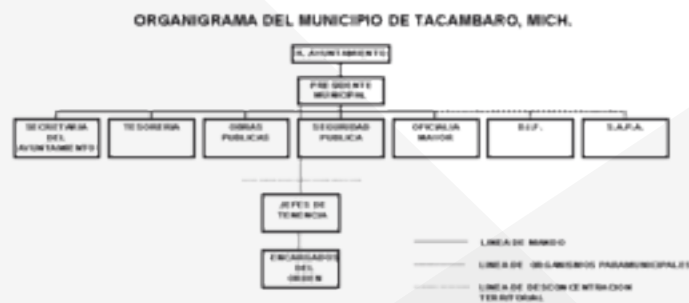 ORGANIGRAMA DEL MUNICIPIO DE TACAMBARO, MICH.
H. AYUNTAMIENTO
PRESIDENTE
MUNICIPAL
SECRETARIA
DEL
AYUNTAMIENTO
TESORERIA
OBRAS
PUBLICAS
SEGURIDAD
PUBLICA
OFICIALIA
MAYOR
D.I.F.
S.A.P.A.
JEFES DE
TENENCIA
ENCARGADOS
DEL
ORDEN
LINEA DE MANDO
LINEA DE ORGANISMOS PARAMUNICIPALES
LINEA DE DESCONCENTRACION
TERRITORIAL